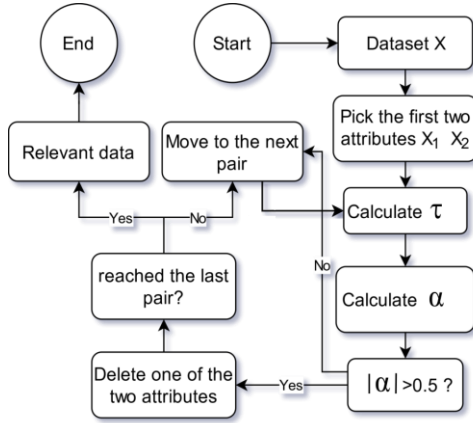 End
Start
Dataset X
Pick the first two
attributes X₁ X₂
Relevant data
Move to the next
pair
Yes
No
Calculate τ
reached the last
pair?
No
Calculate α
Delete one of the
two attributes
Yes
|α|>0.5 ?